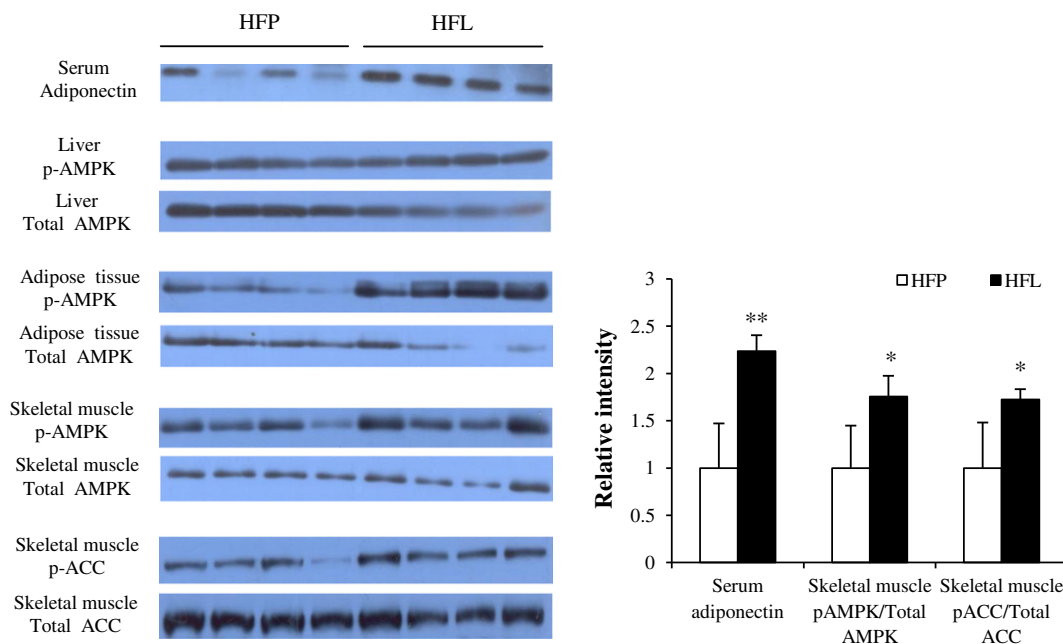 HFP HFL
Serum
Adiponectin
Liver
p-AMPK
Liver
Total AMPK
Adipose tissue
p-AMPK
Adipose tissue
Total AMPK
Skeletal muscle
p-AMPK
Skeletal muscle
Total AMPK
Skeletal muscle
p-ACC
Skeletal muscle
Total ACC
HFP HFL
Relative intensity
3
2.5
2
1.5
1
0.5
0
** * *
Serum Skeletal muscle Skeletal muscle
adiponectin pAMPK/Total pACC/Total
AMPK ACC